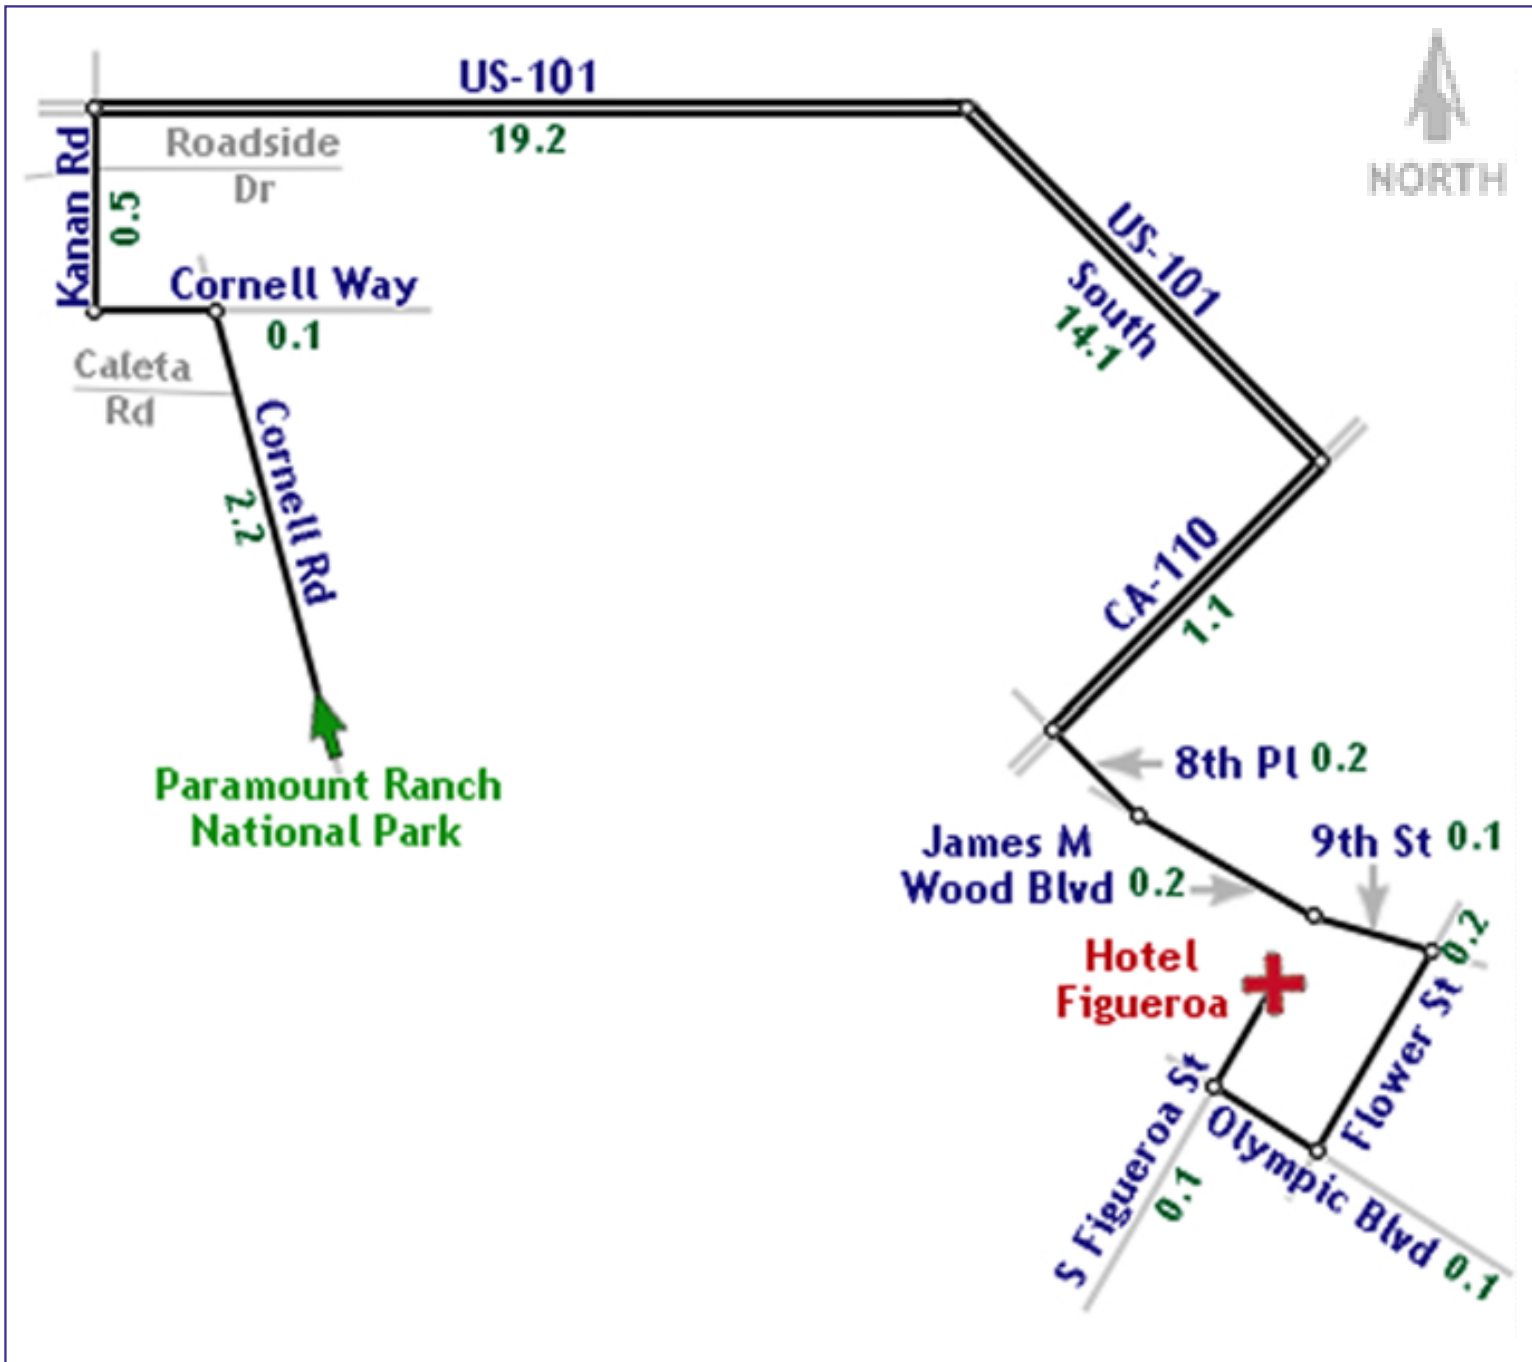 US-101
19.2
NORTH
Roadside
Dr
Kanan Rd
0.5
US-101
South
14.1
Cornell Way
0.1
Caleta
Rd
Cornell Rd
2.2
CA-110
1.1
Paramount Ranch
National Park
8th Pl 0.2
James M
Wood Blvd 0.2
9th St 0.1
0.2
Flower St
Hotel
Figueroa
S Figueroa St
0.1
Olympic Blvd 0.1